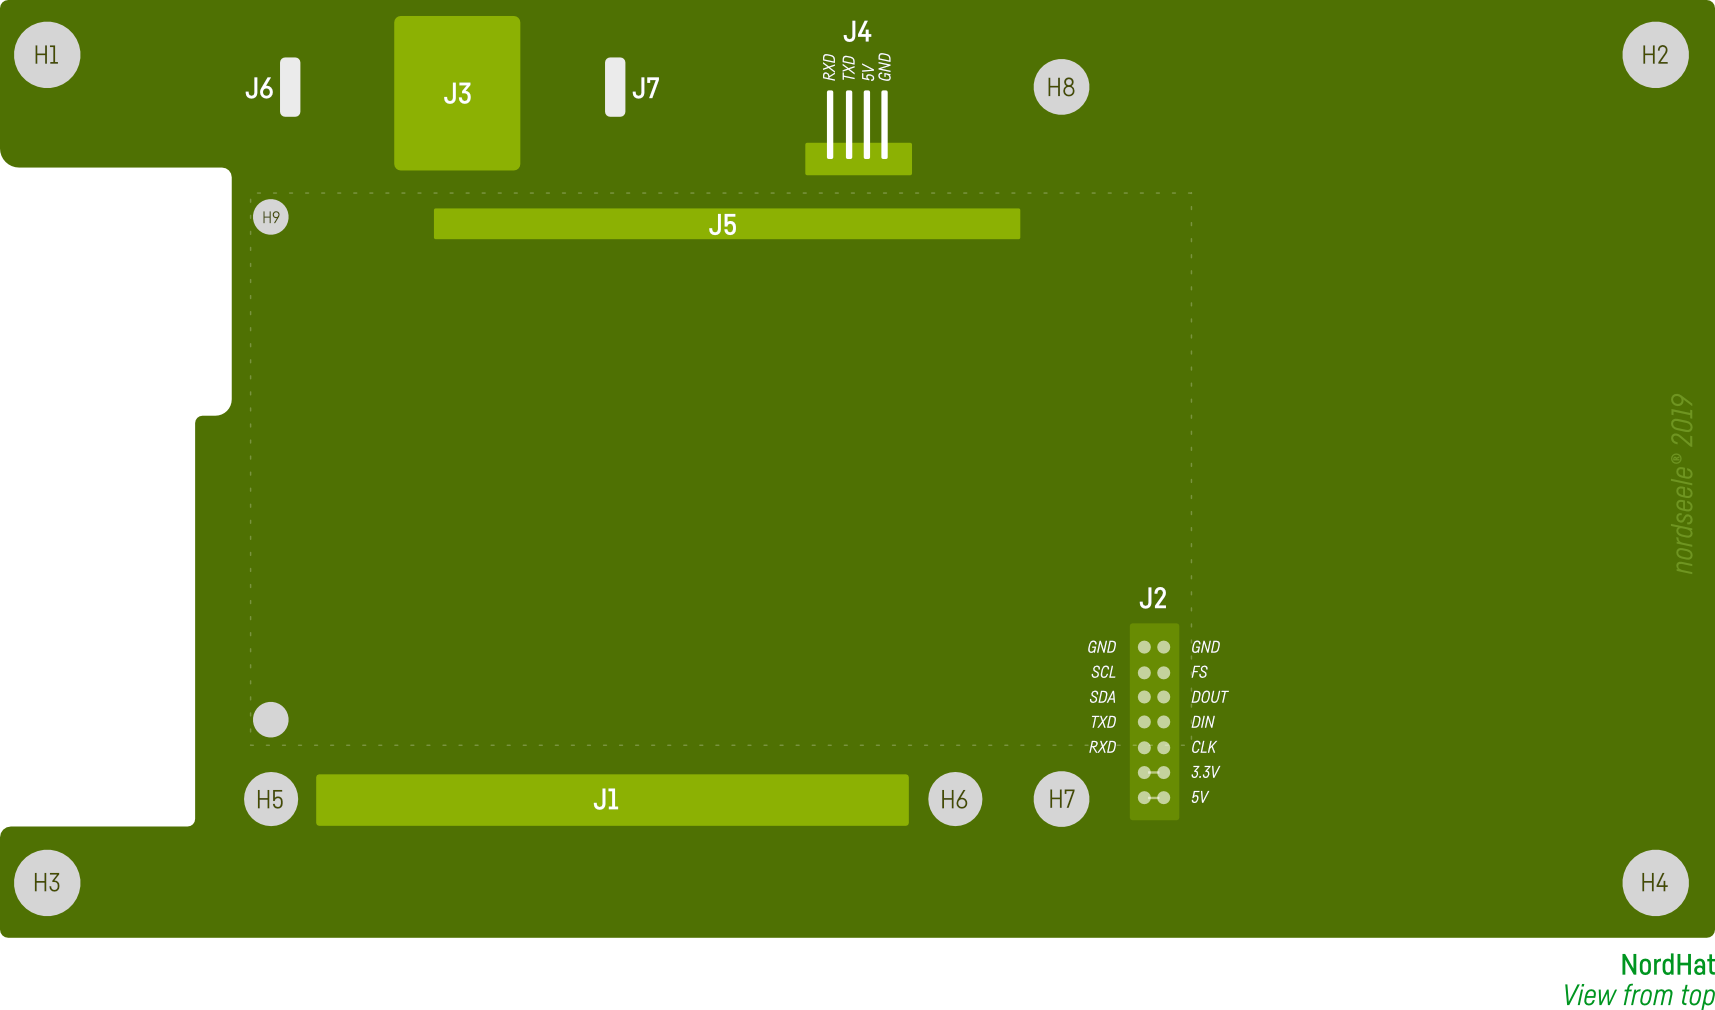 H1
J6
J3
J7
J4
RXD
TXD
5V
GND
H8
H2
H9
J5
nordseele® 2019
J2
GND GND
SCL FS
SDA DOUT
TXD DIN
RXD CLK
3.3V
5V
H5
J1
H6
H7
H3
H4
NordHat
View from top